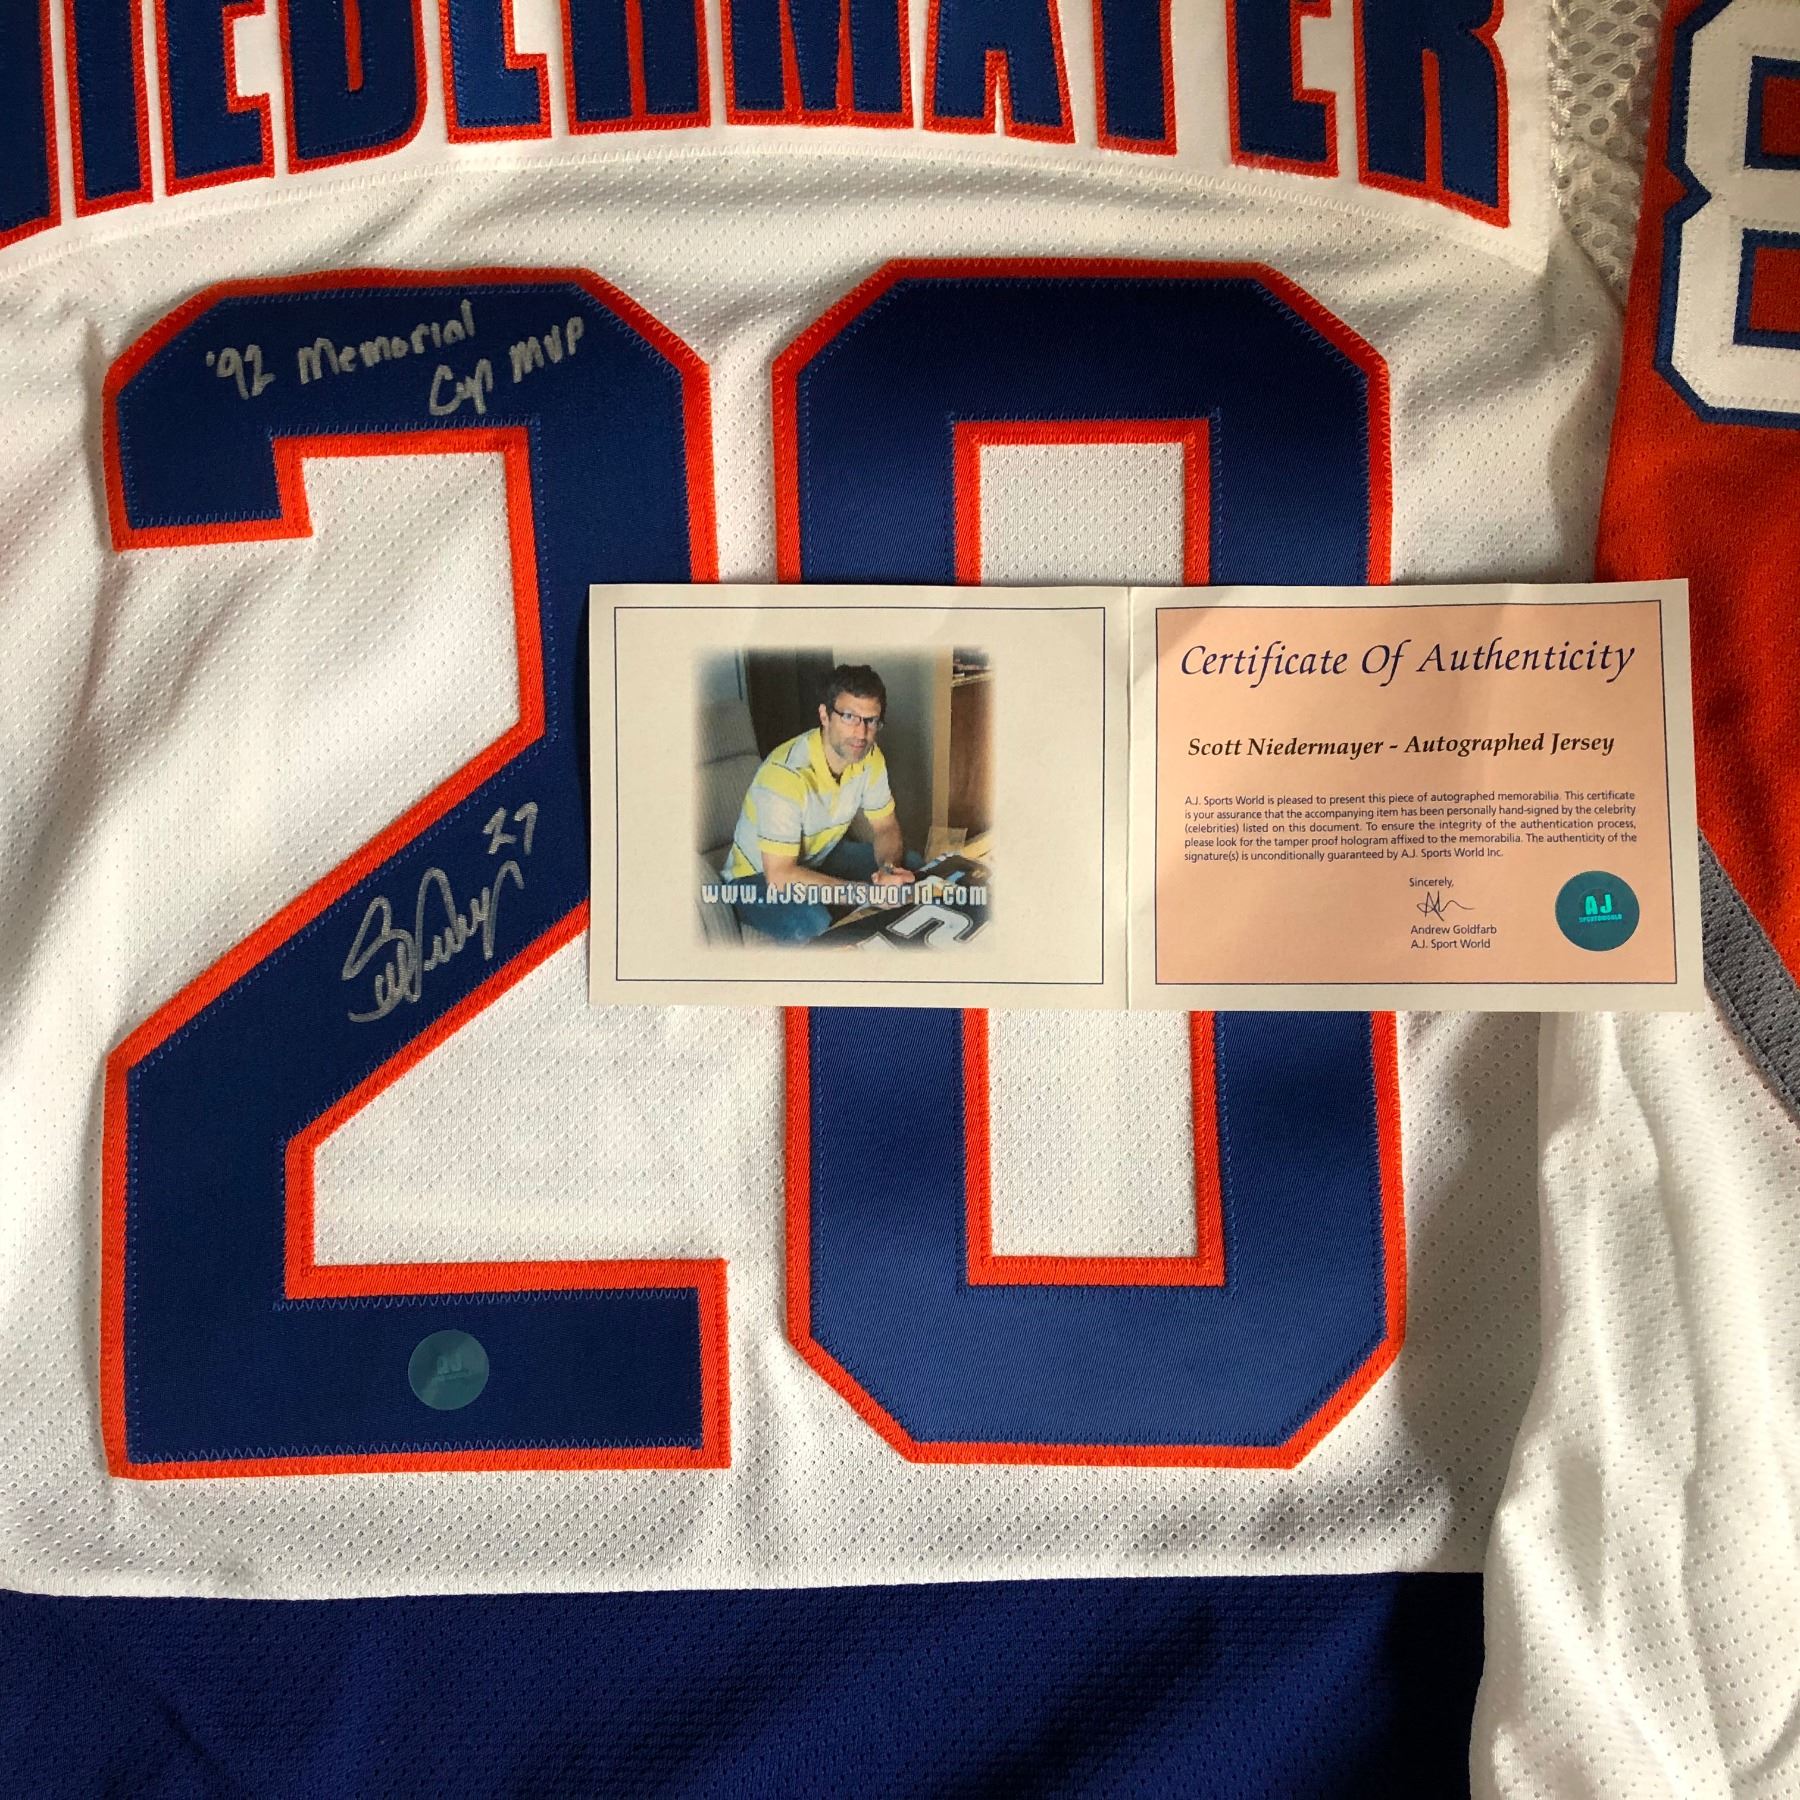 NIEDERMAYER
8
'92 Memorial
Cup MVP
28
27
www.AJSportsworld.com
Certificate Of Authenticity
Scott Niedermayer - Autographed Jersey
A.J. Sports World is pleased to present this piece of autographed memorabilia. This certificate
is your assurance that the accompanying item has been personally hand-signed by the celebrity
(celebrities) listed on this document. To ensure the integrity of the authentication process,
please look for the tamper proof hologram affixed to the memorabilia. The authenticity of the
signature(s) is unconditionally guaranteed by A.J. Sports World Inc.
Sincerely,
Andrew Goldfarb
A.J. Sport World
AJ
SPORTSWORLD
AJ